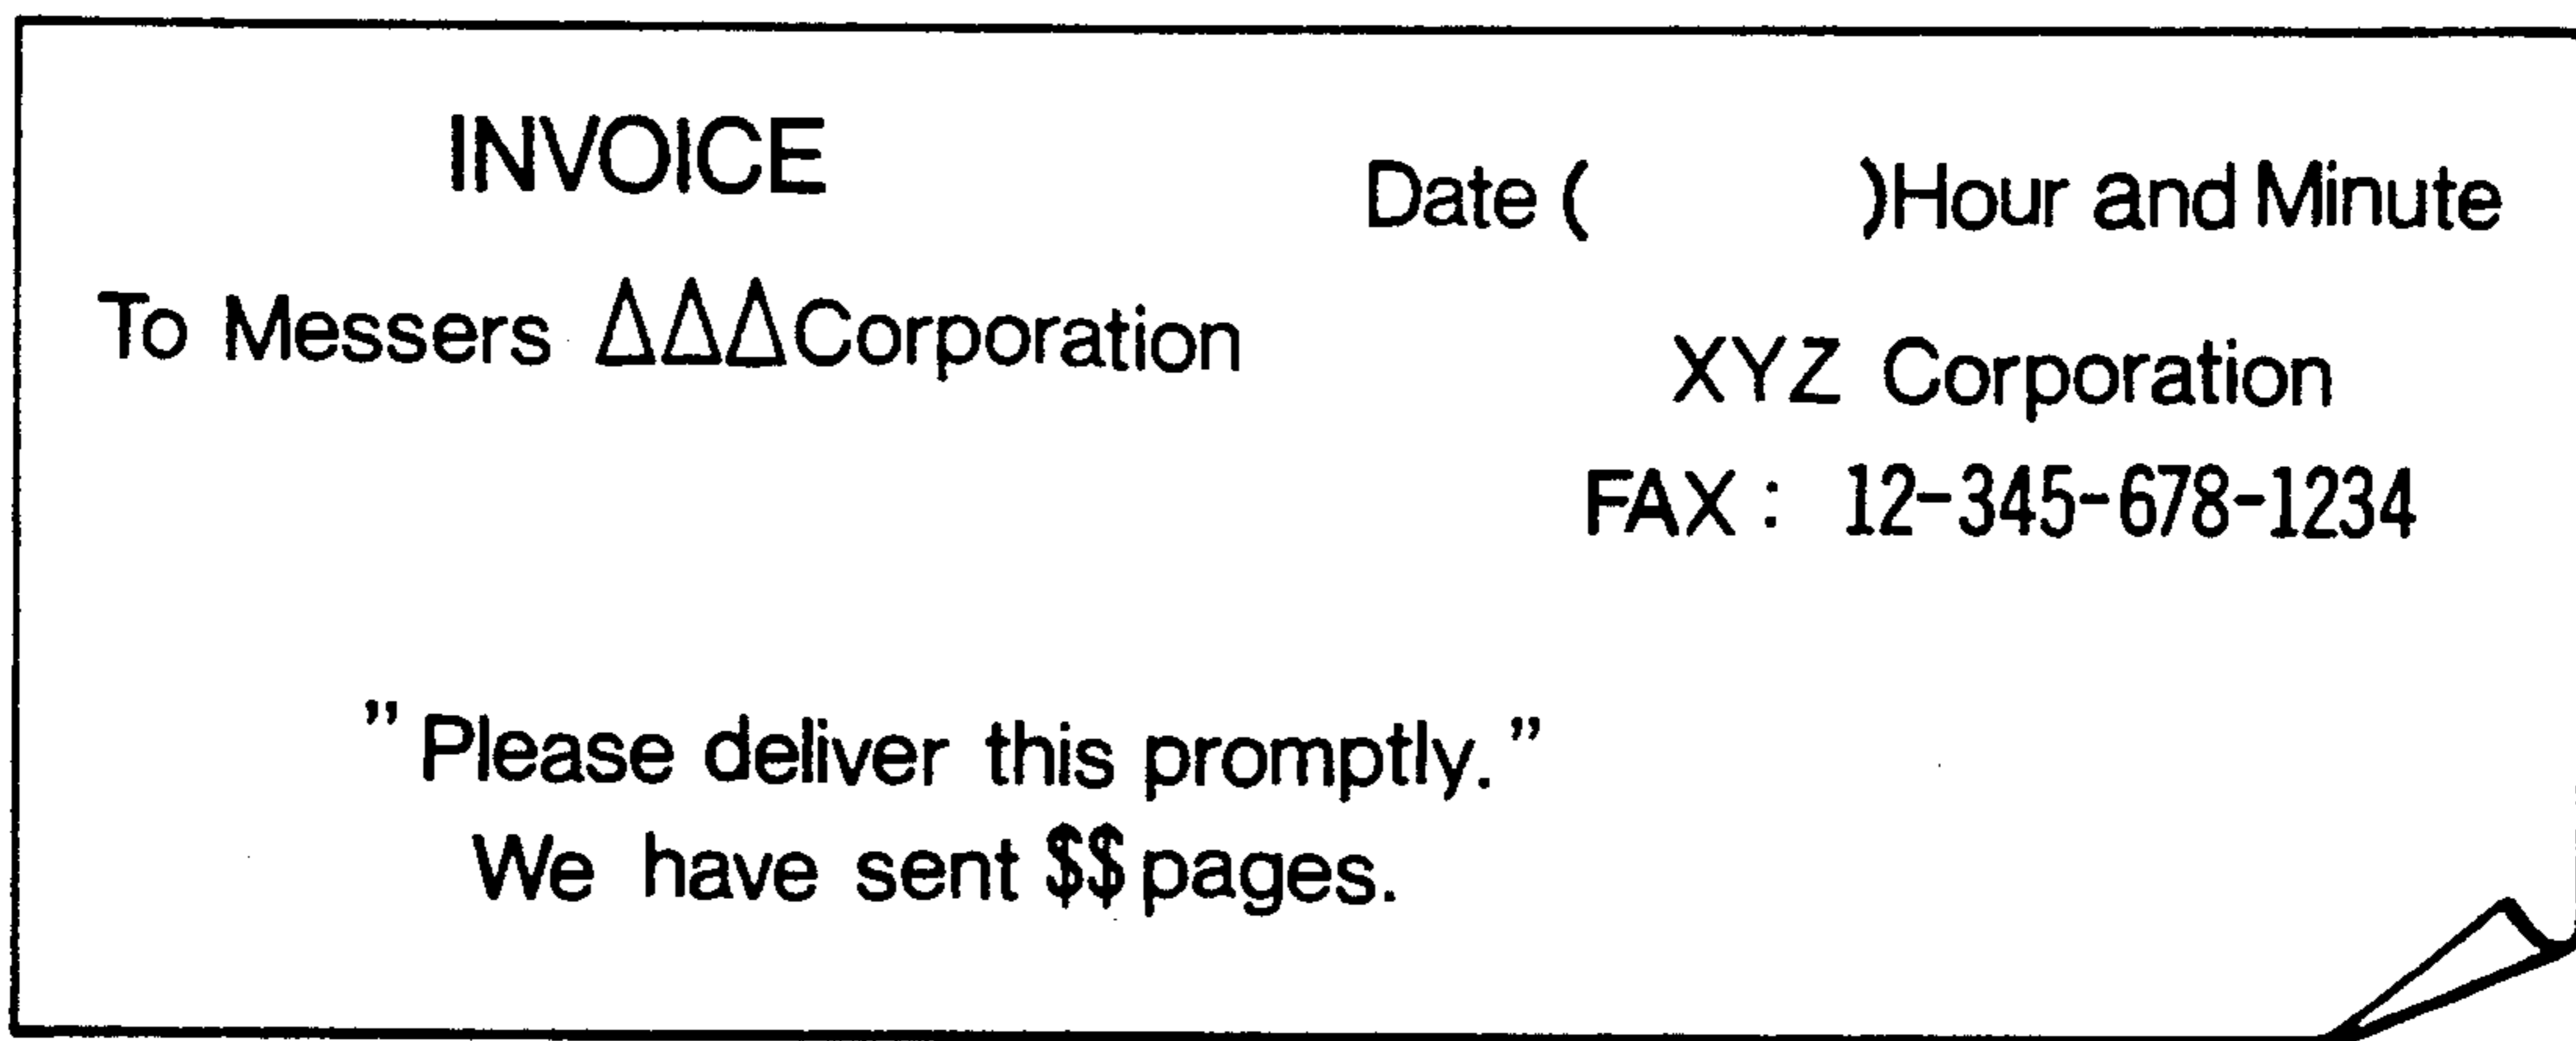 INVOICE
Date (          )Hour and Minute
To Messers ΔΔΔCorporation
XYZ Corporation
FAX : 12-345-678-1234
” Please deliver this promptly.”
We have sent $$ pages.